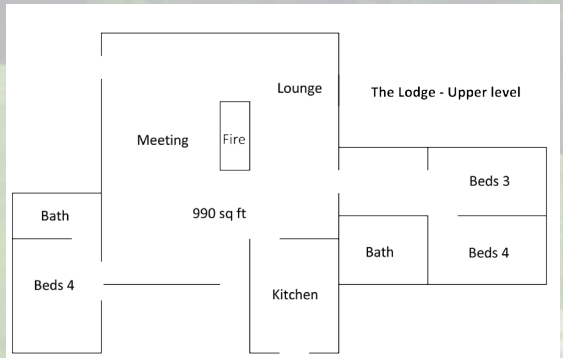 Lounge
The Lodge - Upper level
Meeting
Fire
Beds 3
Bath
990 sq ft
Bath
Beds 4
Beds 4
Kitchen